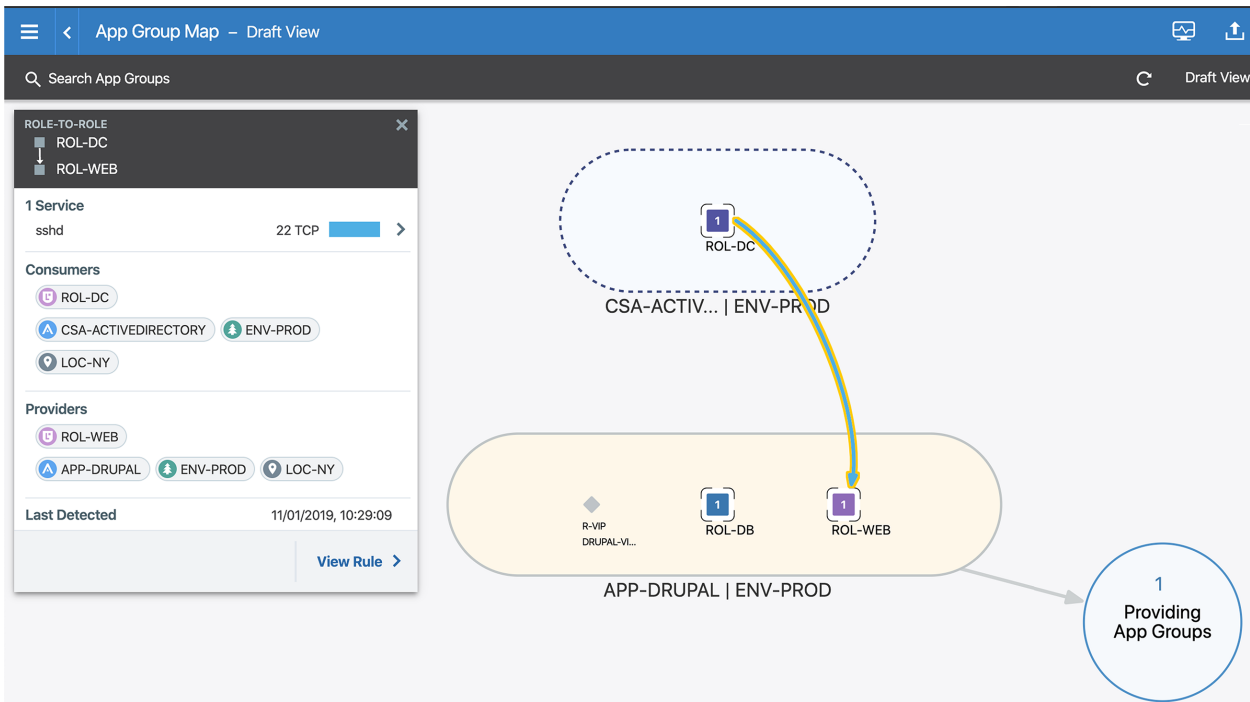 App Group Map – Draft View
Search App Groups
Draft View
ROLE-TO-ROLE
ROL-DC
ROL-WEB
1 Service
sshd 22 TCP
Consumers
ROL-DC
CSA-ACTIVEDIRECTORY ENV-PROD
LOC-NY
Providers
ROL-WEB
APP-DRUPAL ENV-PROD LOC-NY
Last Detected 11/01/2019, 10:29:09
View Rule
1
ROL-DC
CSA-ACTIV... | ENV-PROD
R-VIP
DRUPAL-VI...
1
ROL-DB
1
ROL-WEB
APP-DRUPAL | ENV-PROD
1
Providing
App Groups